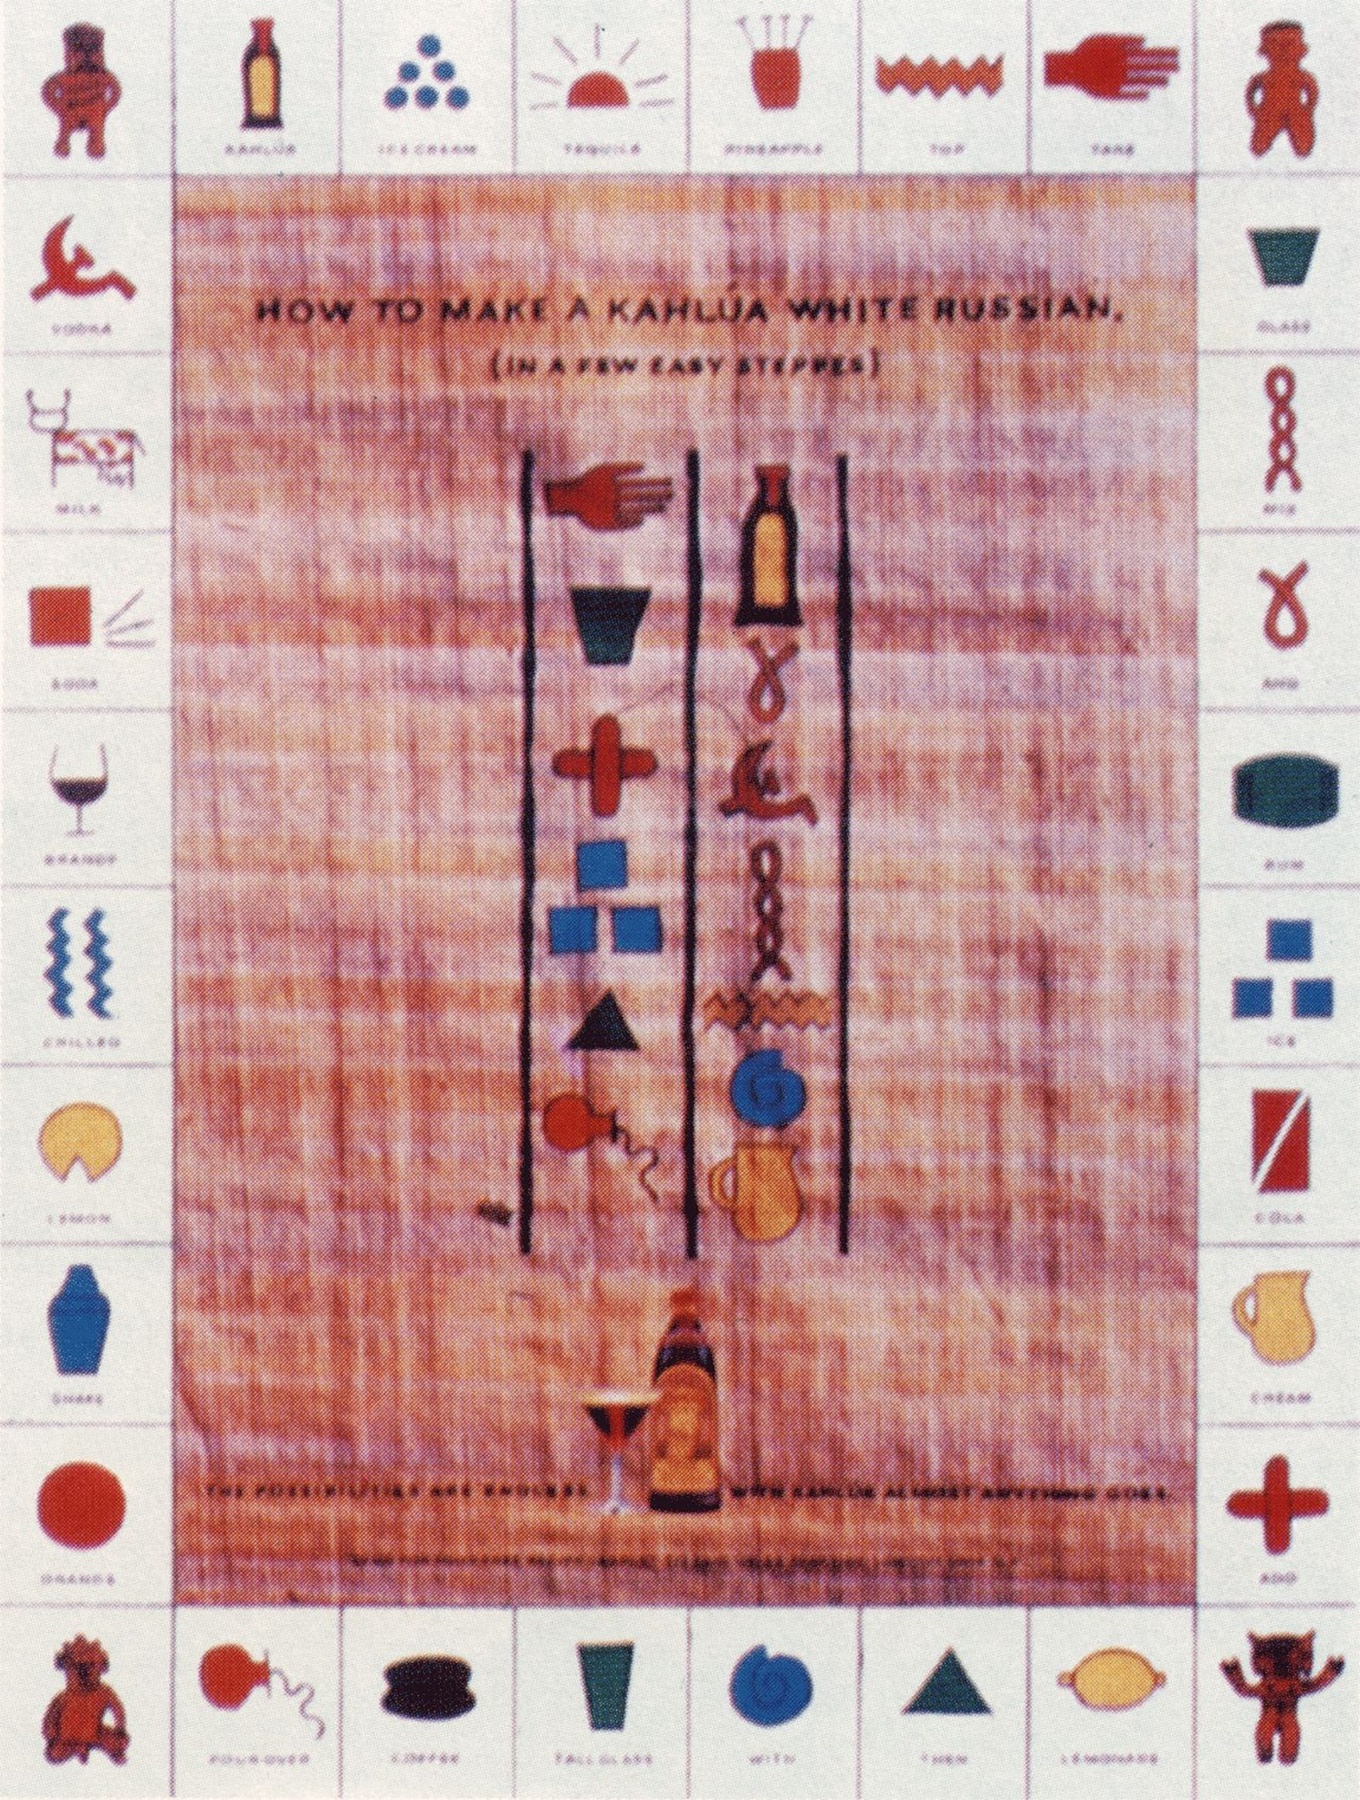 KAHLÚA
ICE CREAM
TEQUILA
PINEAPPLE
TOP
TAKE
VODKA
GLASS
MILK
MIX
SODA
AND
BRANDY
RUM
CHILLED
ICE
LEMON
COLA
SHAKE
CREAM
ORANGE
ADD
HOW TO MAKE A KAHLÚA WHITE RUSSIAN.
(IN A FEW EASY STEPPES)
THE POSSIBILITIES ARE ENDLESS. WITH KAHLÚA ALMOST ANYTHING GOES.
POUR OVER
COFFEE
TALL GLASS
WITH
THEN
LEMONADE